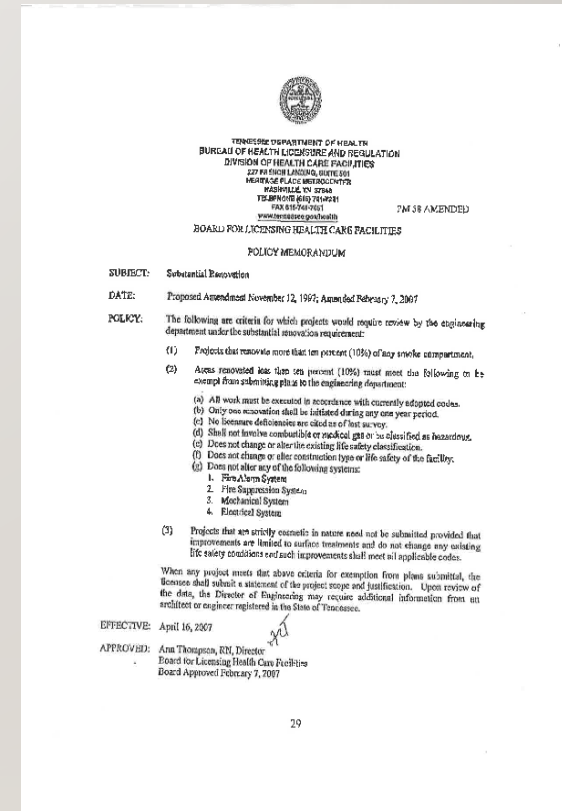 TENNESSEE DEPARTMENT OF HEALTH
BUREAU OF HEALTH LICENSURE AND REGULATION
DIVISION OF HEALTH CARE FACILITIES
227 FRENCH LANDING, SUITE 501
HERITAGE PLACE METROCENTER
NASHVILLE, TN
TELEPHONE (615)
FAX 615-741-7051
www.tennessee.gov/health
PM 58 AMENDED
BOARD FOR LICENSING HEALTH CARE FACILITIES
POLICY MEMORANDUM
SUBJECT: Substantial Renovation
DATE: Proposed Amendment November 12, 1997; Amended February 7, 2007
POLICY: The following are criteria for which projects would require review by the engineering
department under the substantial renovation requirement:
(1) Projects that renovate more than ten percent (10%) of any smoke compartment.
(2) Areas renovated less than ten percent (10%) must meet the following to be
exempt from submitting plans to the engineering department:
(a) All work must be executed in accordance with currently adopted codes.
(b) Only one renovation shall be initiated during any one year period.
(c) No licensure deficiencies are cited as of last survey.
(d) Shall not involve combustible or medical gas or be classified as hazardous.
(e) Does not change or alter the existing life safety classification.
(f) Does not change or alter construction type or life safety of the facility.
(g) Does not alter any of the following systems:
1. Fire Alarm System
2. Fire Suppression System
3. Mechanical System
4. Electrical System
(3) Projects that are strictly cosmetic in nature need not be submitted provided that
improvements are limited to surface treatments and do not change any existing
life safety conditions and such improvements shall meet all applicable codes.
When any project meets that above criteria for exemption from plans submittal, the
licensee shall submit a statement of the project scope and justification. Upon review of
the data, the Director of Engineering may require additional information from an
architect or engineer registered in the State of Tennessee.
EFFECTIVE: April 16, 2007
APPROVED: Ann Thompson, RN, Director
Board for Licensing Health Care Facilities
Board Approved February 7, 2007
29